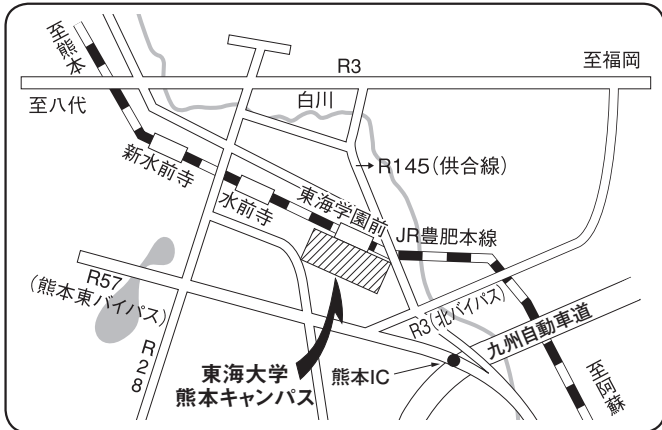 至熊本
R3
至福岡
至八代
白川
新水前寺
R145(供合線)
水前寺
東海学園前
JR豊肥本線
R57
(熊本東バイパス)
R3(北バイパス)
九州自動車道
R28
東海大学
熊本キャンパス
熊本IC
至阿蘇